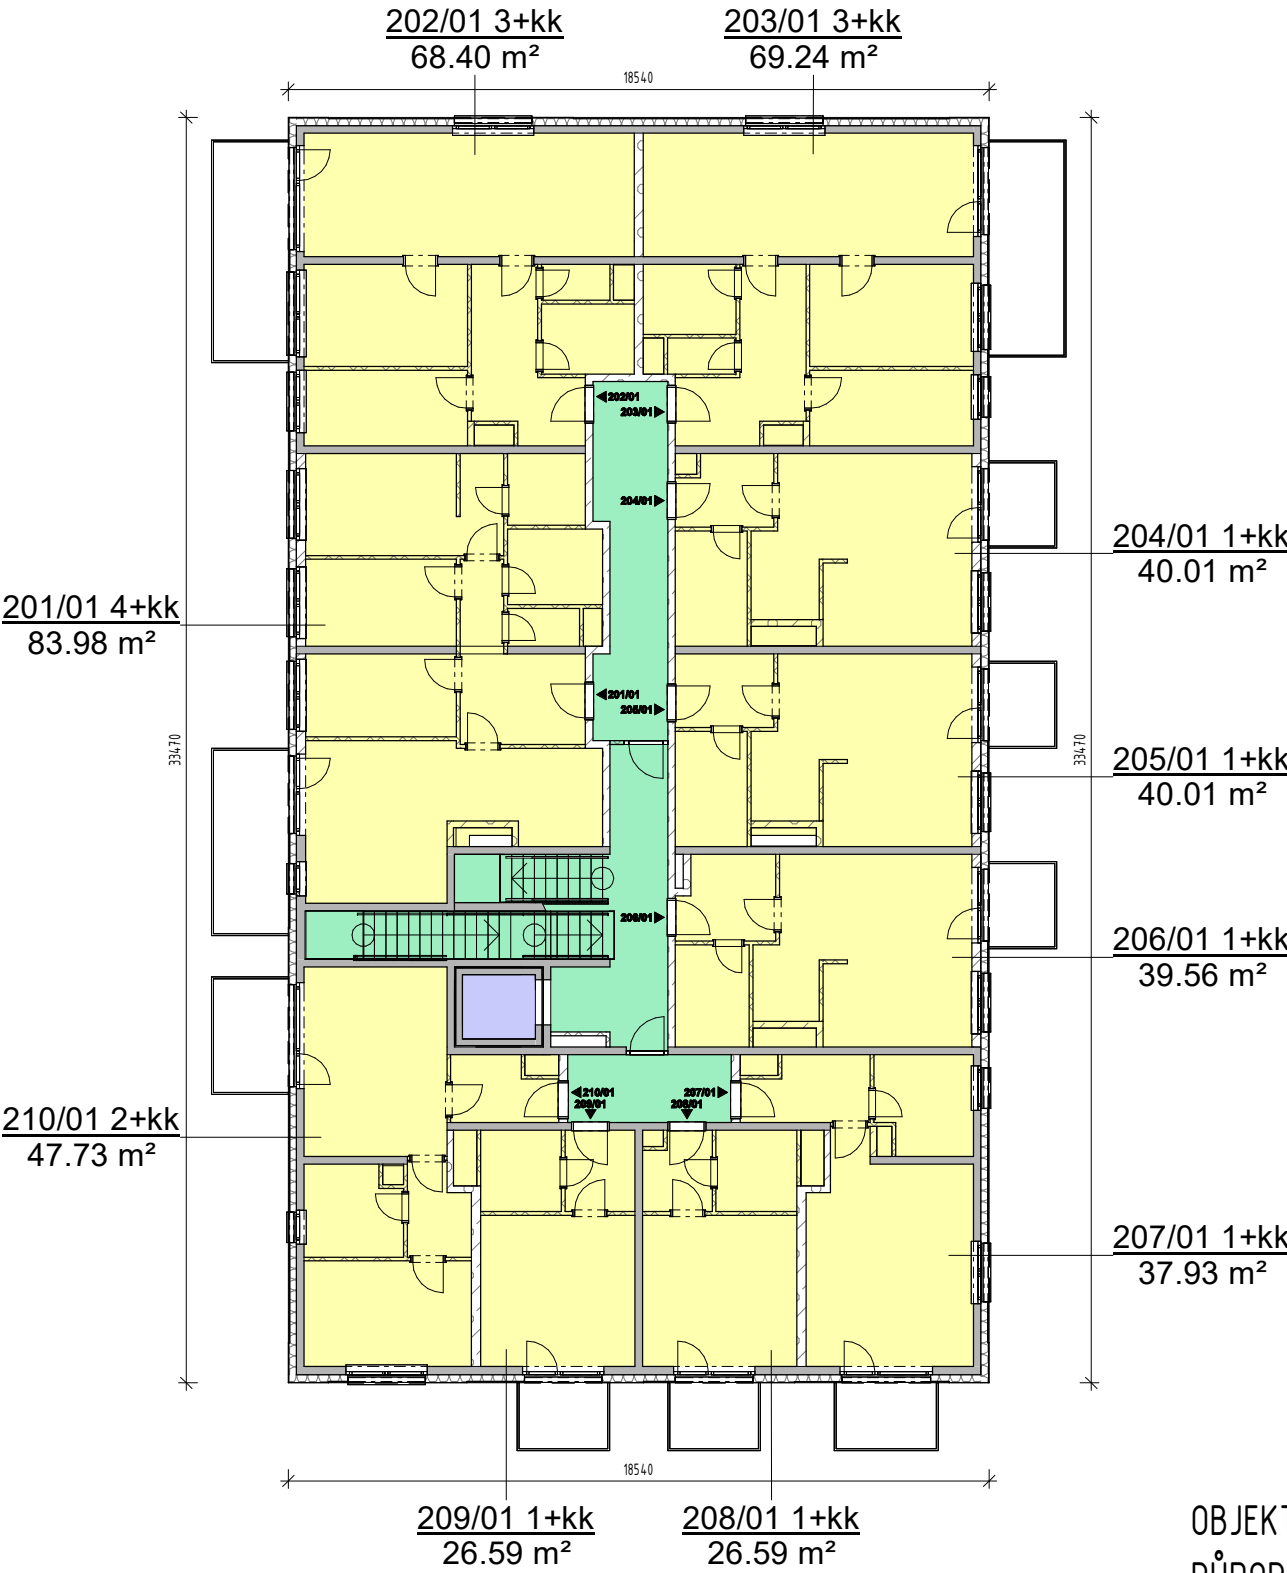 202/01 3+kk
68.40 m²
203/01 3+kk
69.24 m²
18540
202/01
203/01
204/01
204/01 1+kk
40.01 m²
201/01 4+kk
83.98 m²
201/01
205/01
33470
33470
205/01 1+kk
40.01 m²
206/01
206/01 1+kk
39.56 m²
210/01
209/01
207/01
208/01
210/01 2+kk
47.73 m²
207/01 1+kk
37.93 m²
18540
209/01 1+kk
26.59 m²
208/01 1+kk
26.59 m²
OBJEKT